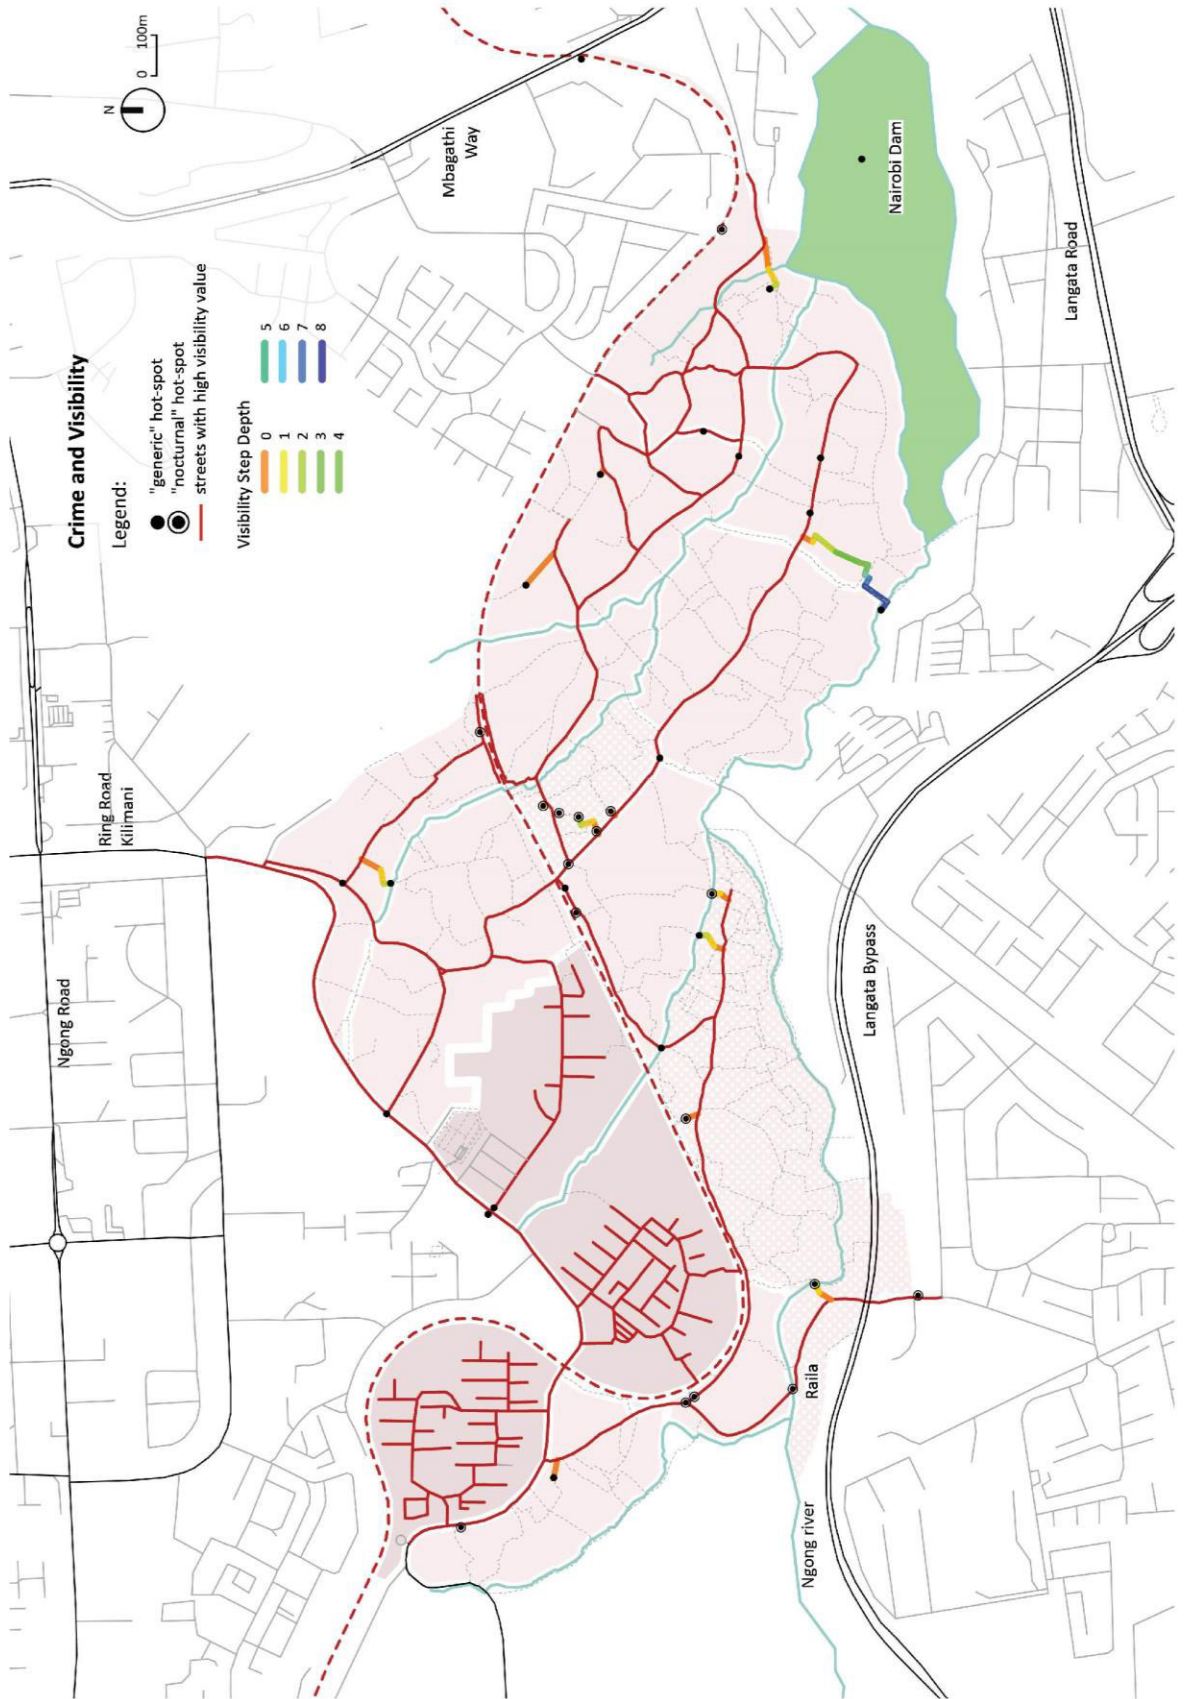 Crime and Visibility
Legend:
"generic" hot-spot
"nocturnal" hot-spot
streets with high visibility value
Visibility Step Depth
0
1
2
3
4
5
6
7
8
N
0 100m
Ngong Road
Ring Road
Kilimani
Mbagathi
Way
Nairobi Dam
Langata Road
Langata Bypass
Raila
Ngong river